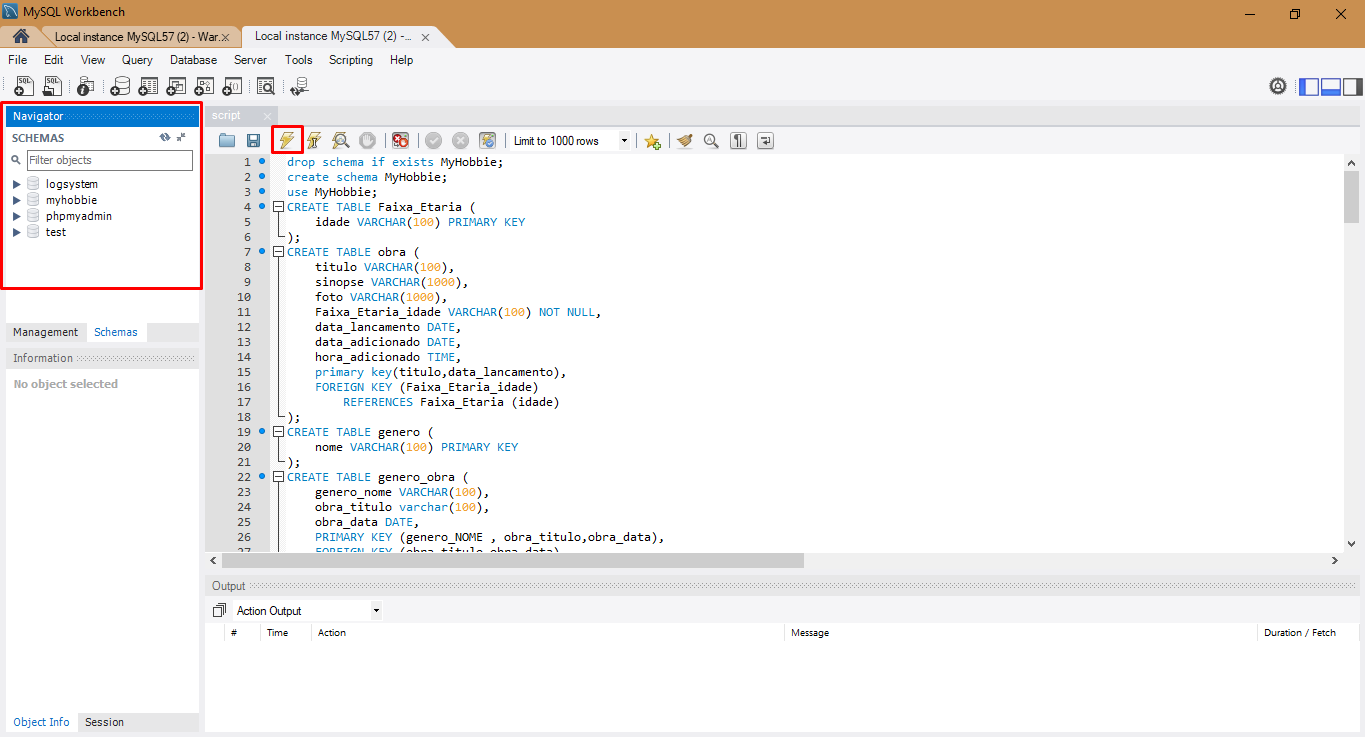 MySQL Workbench
Local instance MySQL57 (2) - War...
Local instance MySQL57 (2) -...
File Edit View Query Database Server Tools Scripting Help
Navigator
SCHEMAS
Filter objects
logsystem
myhobbie
phpmyadmin
test
Management Schemas
Information
No object selected
Object Info Session
script
Limit to 1000 rows
1 drop schema if exists MyHobbie;
2 create schema MyHobbie;
3 use MyHobbie;
4 CREATE TABLE Faixa_Etaria (
5 idade VARCHAR(100) PRIMARY KEY
6 );
7 CREATE TABLE obra (
8 titulo VARCHAR(100),
9 sinopse VARCHAR(1000),
10 foto VARCHAR(1000),
11 Faixa_Etaria_idade VARCHAR(100) NOT NULL,
12 data_lancamento DATE,
13 data_adicionado DATE,
14 hora_adicionado TIME,
15 primary key(titulo,data_lancamento),
16 FOREIGN KEY (Faixa_Etaria_idade)
17 REFERENCES Faixa_Etaria (idade)
18 );
19 CREATE TABLE genero (
20 nome VARCHAR(100) PRIMARY KEY
21 );
22 CREATE TABLE genero_obra (
23 genero_nome VARCHAR(100),
24 obra_titulo varchar(100),
25 obra_data DATE,
26 PRIMARY KEY (genero_NOME , obra_titulo,obra_data),
27 FOREIGN KEY (obra_titulo,obra_data)
Output
Action Output
# Time Action Message Duration / Fetch